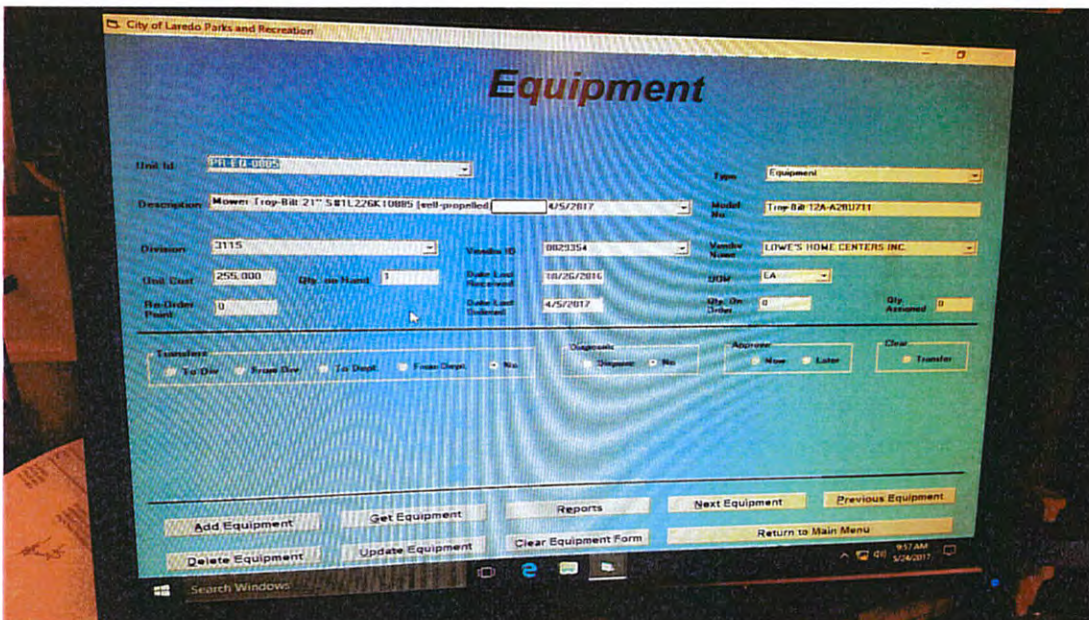 City of Laredo Parks and Recreation
Equipment
Unit Id PR-EQ-0885 Type Equipment
Description Mower Troy-Bilt 21" S#1L226K10885 [self-propelled 4/5/2017 Model No Troy-Bilt 12A-A2BU711
Division 3115 Vendor ID 0029354 Vendor Name LOWE'S HOME CENTERS INC.
Unit Cost 255.000 Qty on Hand 1 Date Last Received 10/26/2016 UOM EA
Re-Order Point 0 Date Last Ordered 4/5/2017 Qty On Order 0 Qty Assigned 0
Transfers Disposals Approve Clear
To Div From Div To Dept. From Dept. No Dispose No Now Later Transfer
Add Equipment Get Equipment Reports Next Equipment Previous Equipment
Delete Equipment Update Equipment Clear Equipment Form Return to Main Menu
Search Windows 9:57 AM
5/24/2017